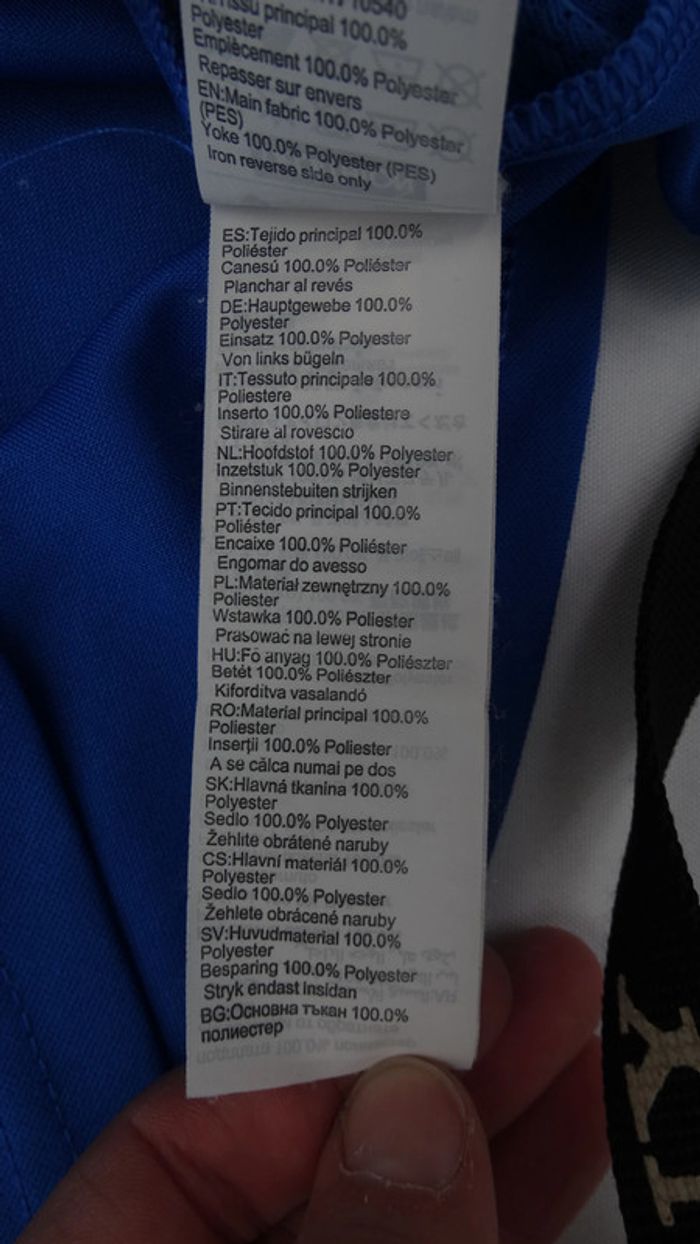 10540
Tissu principal 100.0%
Polyester
Empiècement 100.0% Polyester
Repasser sur envers
EN:Main fabric 100.0% Polyester
(PES)
Yoke 100.0% Polyester (PES)
Iron reverse side only
ES:Tejido principal 100.0%
Poliéster
Canesú 100.0% Poliéster
Planchar al revés
DE:Hauptgewebe 100.0%
Polyester
Einsatz 100.0% Polyester
Von links bügeln
IT:Tessuto principale 100.0%
Poliestere
Inserto 100.0% Poliestere
Stirare al rovescio
NL:Hoofdstof 100.0% Polyester
Inzetstuk 100.0% Polyester
Binnenstebuiten strijken
PT:Tecido principal 100.0%
Poliéster
Encaixe 100.0% Poliéster
Engomar do avesso
PL:Materiał zewnętrzny 100.0%
Poliester
Wstawka 100.0% Poliester
Prasować na lewej stronie
HU:Fő anyag 100.0% Poliészter
Betét 100.0% Poliészter
Kifordítva vasalandó
RO:Material principal 100.0%
Poliester
Inserții 100.0% Poliester
A se călca numai pe dos
SK:Hlavná tkanina 100.0%
Polyester
Sedlo 100.0% Polyester
Žehlite obrátené naruby
CS:Hlavní materiál 100.0%
Polyester
Sedlo 100.0% Polyester
Žehlete obrácené naruby
SV:Huvudmaterial 100.0%
Polyester
Besparing 100.0% Polyester
Stryk endast insidan
BG:Основна тъкан 100.0%
полиестер